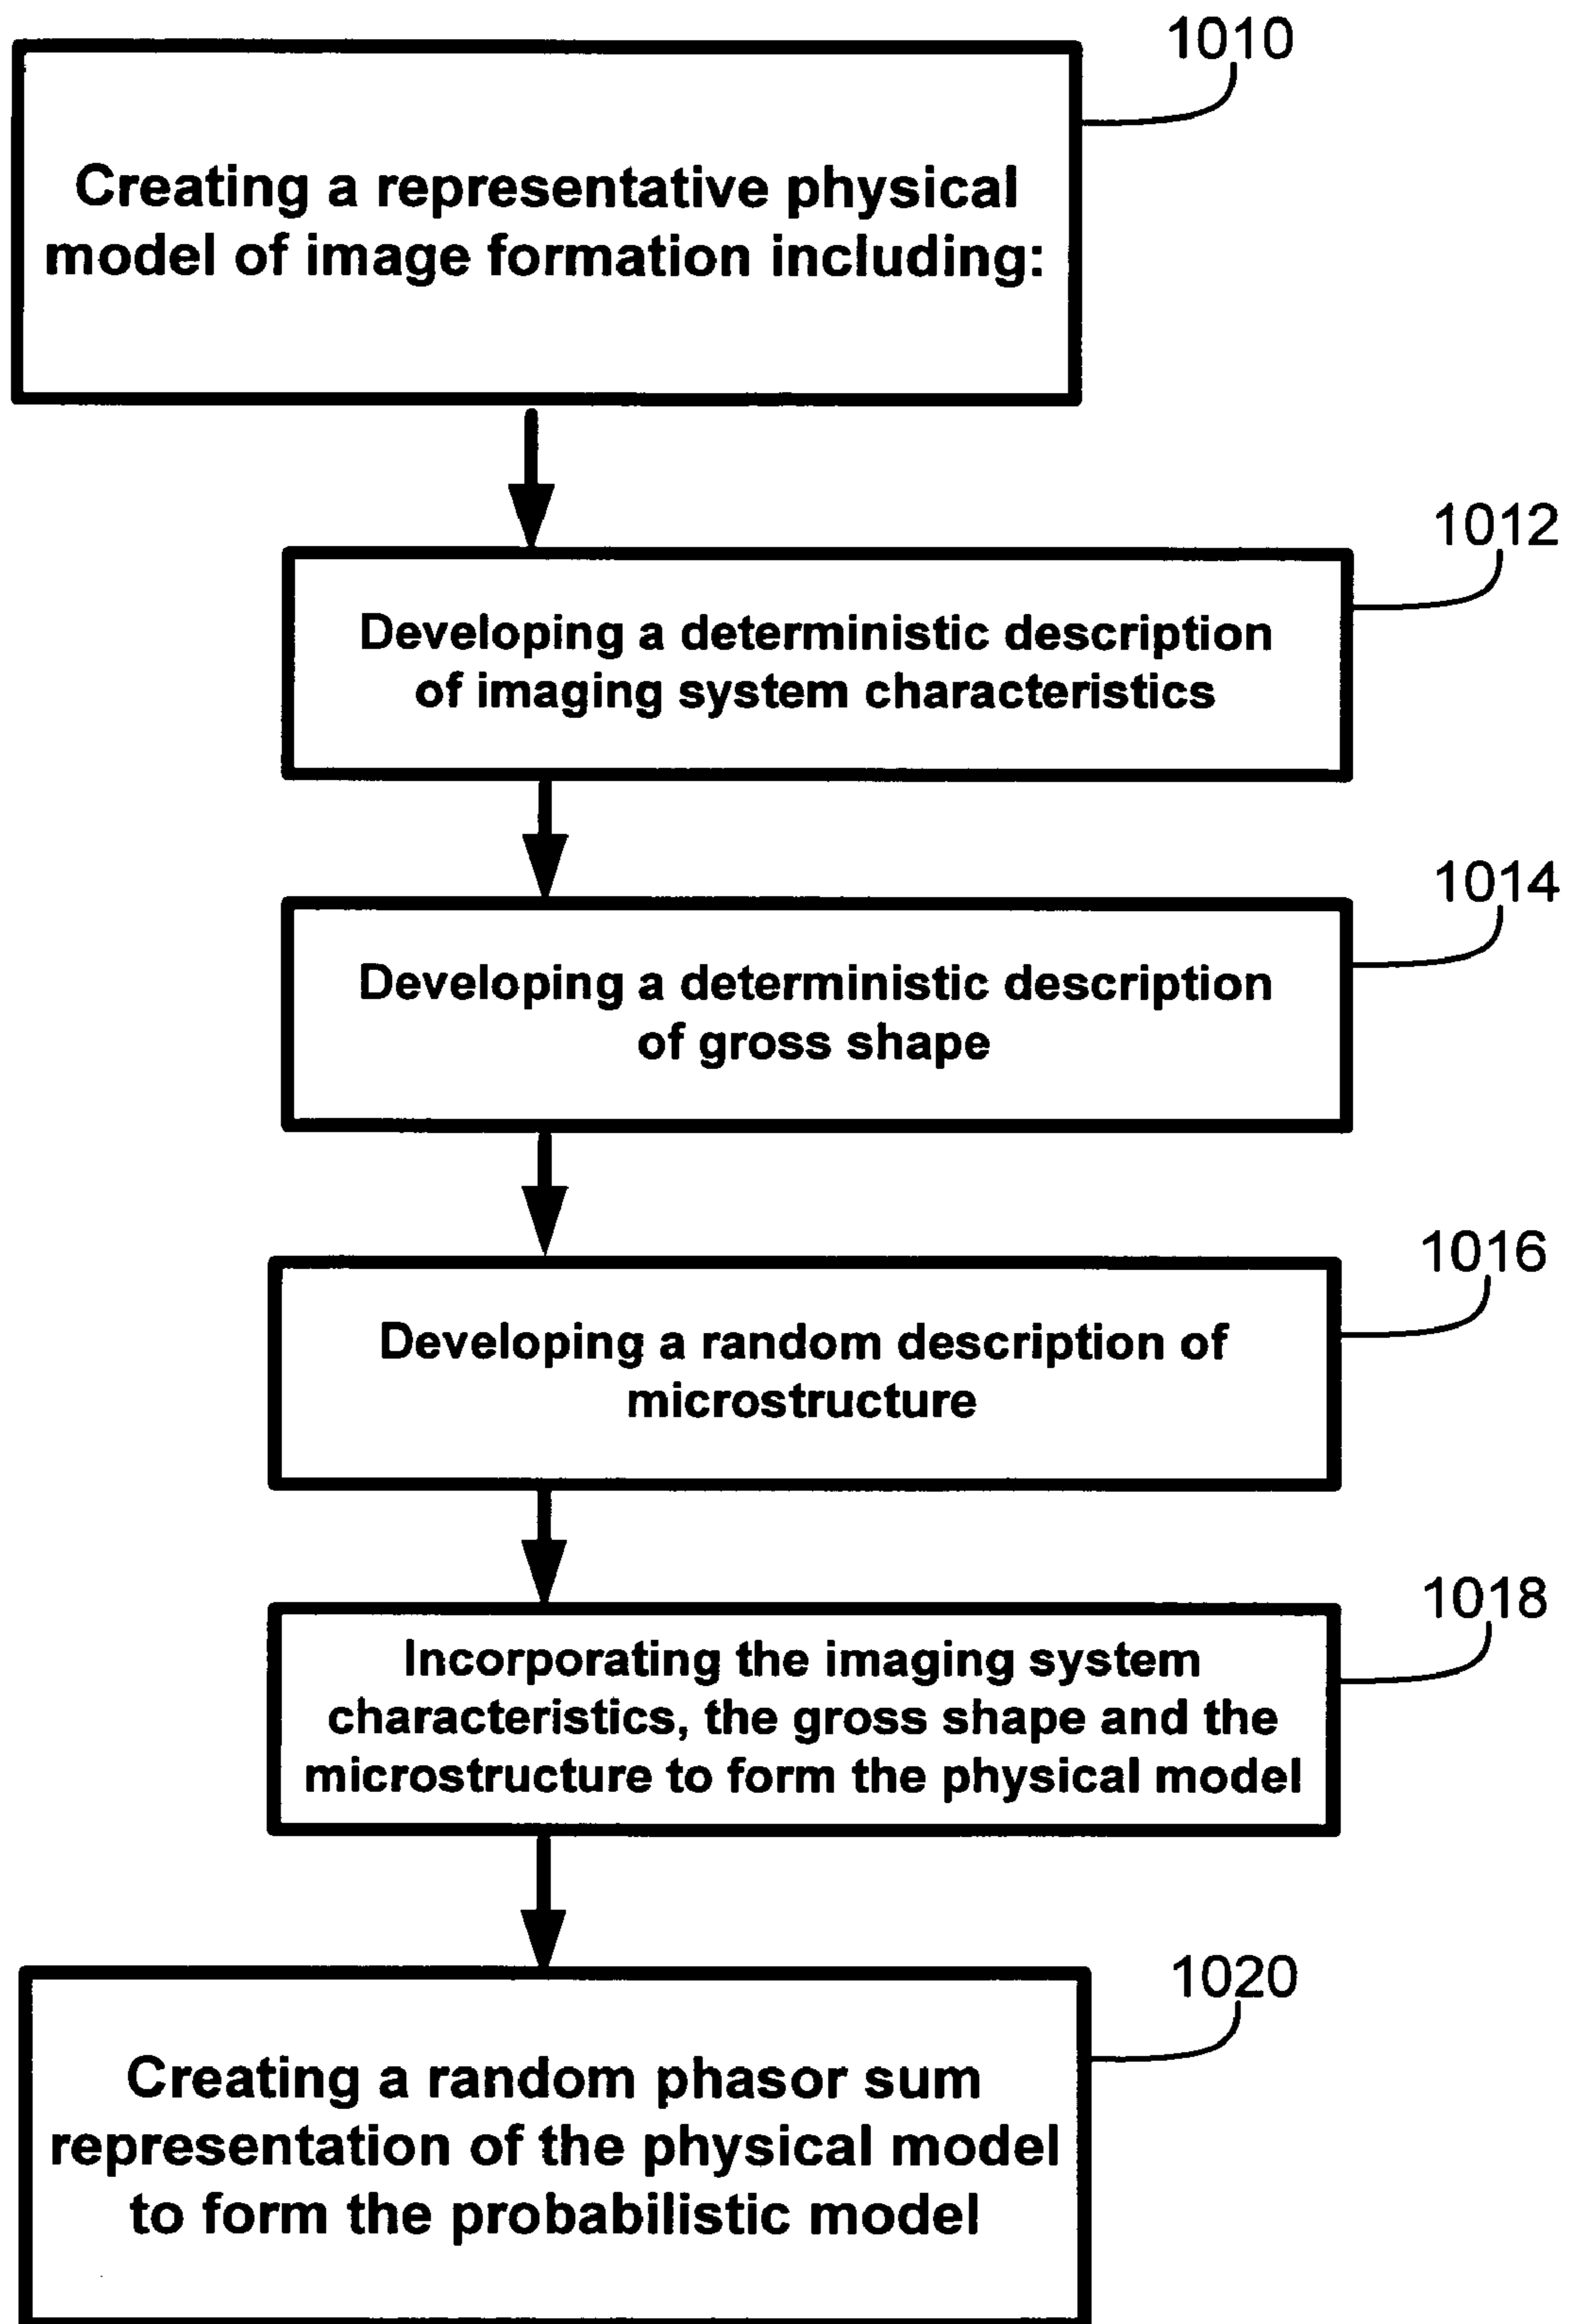 1010
Creating a representative physical
model of image formation including:
1012
Developing a deterministic description
of imaging system characteristics
1014
Developing a deterministic description
of gross shape
1016
Developing a random description of
microstructure
1018
Incorporating the imaging system
characteristics, the gross shape and the
microstructure to form the physical model
1020
Creating a random phasor sum
representation of the physical model
to form the probabilistic model